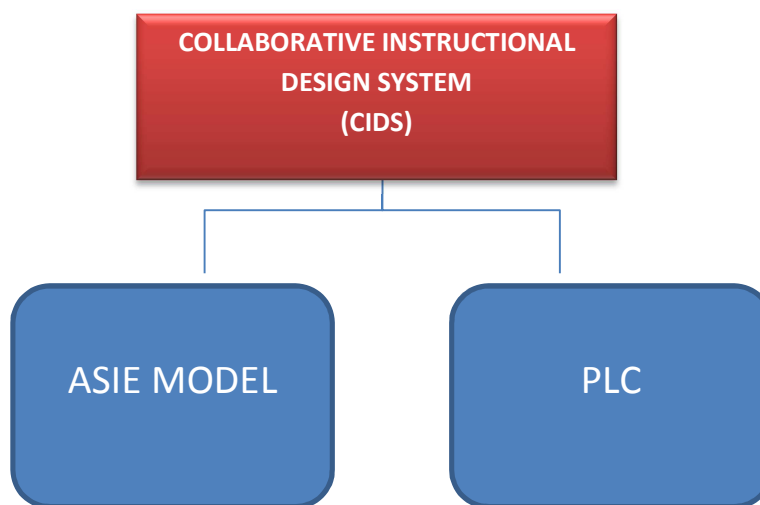 COLLABORATIVE INSTRUCTIONAL
DESIGN SYSTEM
(CIDS)
ASIE MODEL
PLC